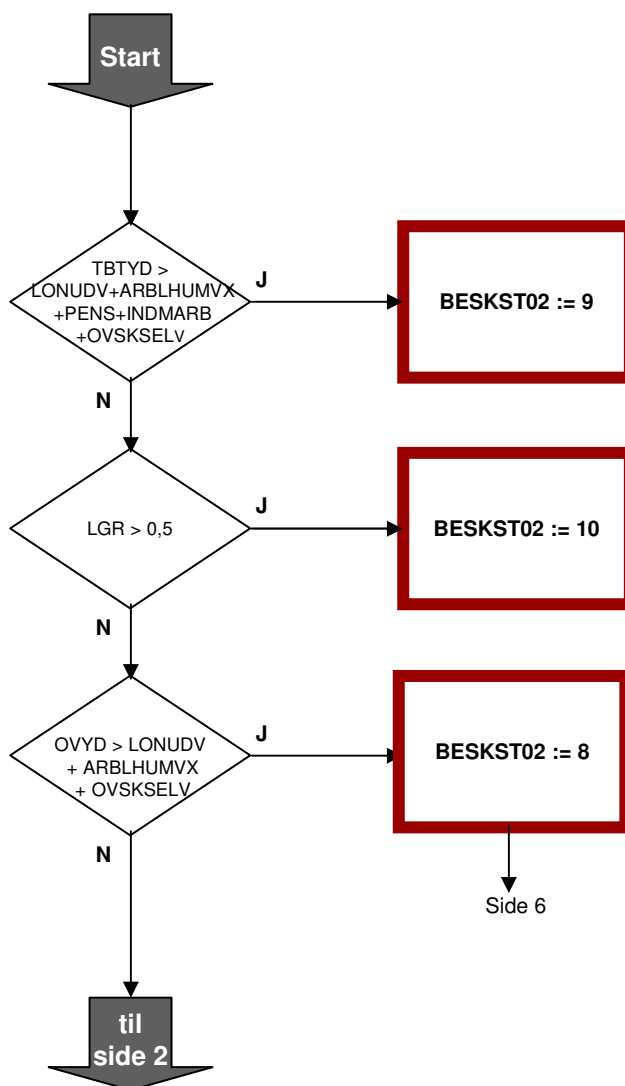 Start
TBTYD >
LONUDV+ARBLHUMVX
+PENS+INDMARB
+OVSKSELV
J
BESKST02 := 9
N
LGR > 0,5
J
BESKST02 := 10
N
OVYD > LONUDV
+ ARBLHUMVX
+ OVSKSELV
J
BESKST02 := 8
N
Side 6
til
side 2